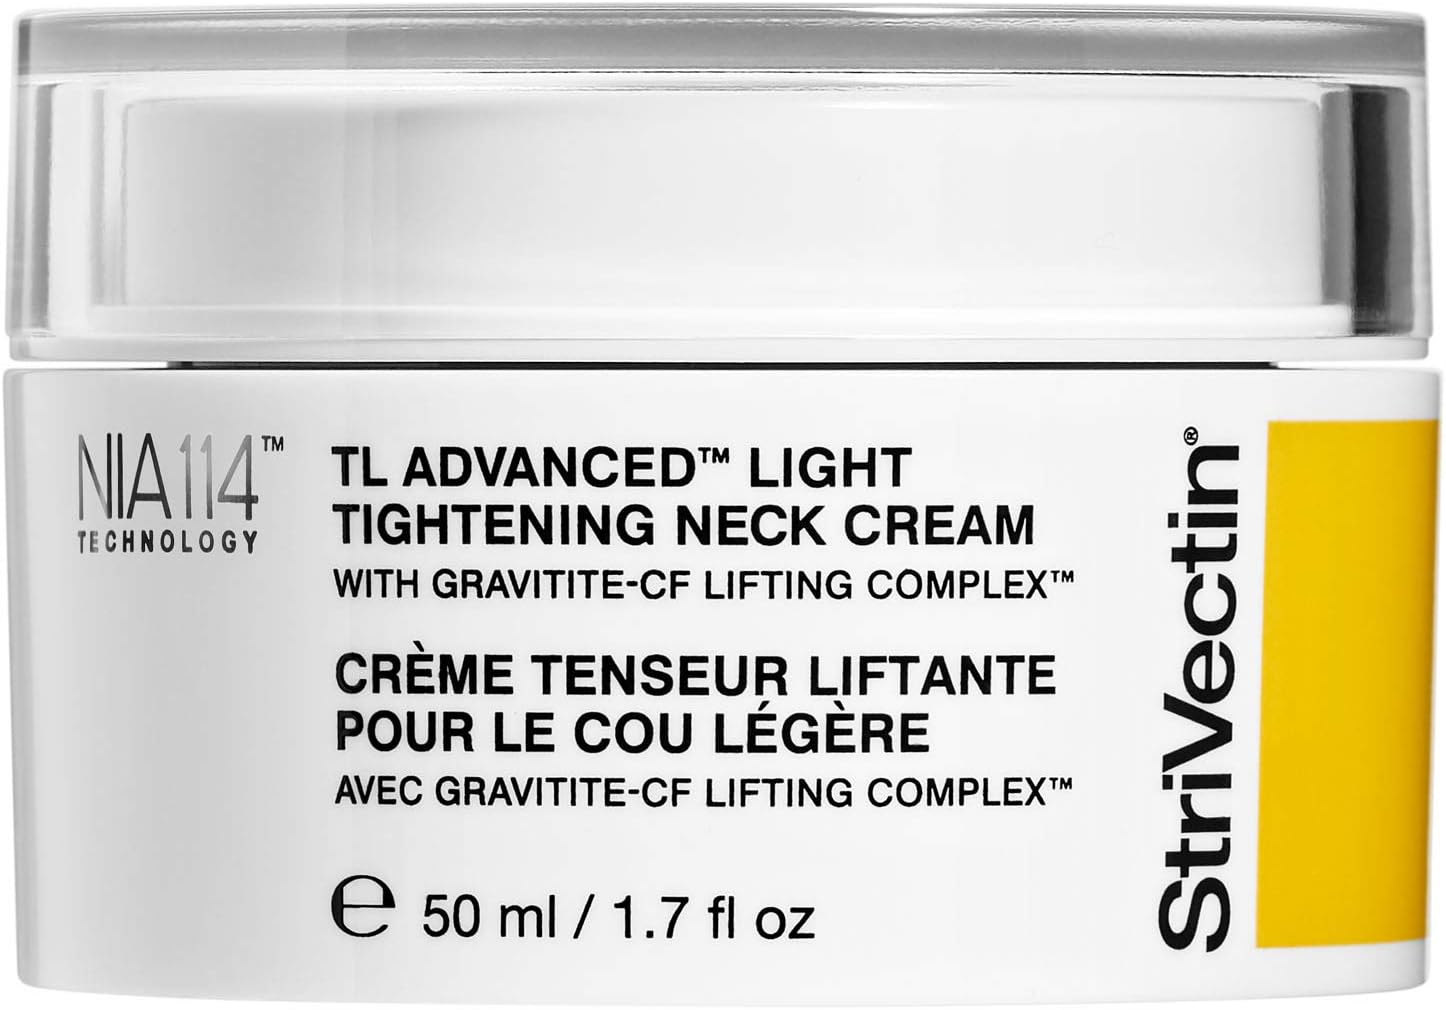 NIA114™
TECHNOLOGY
TL ADVANCED™ LIGHT
TIGHTENING NECK CREAM
WITH GRAVITITE-CF LIFTING COMPLEX™
CRÈME TENSEUR LIFTANTE
POUR LE COU LÉGÈRE
AVEC GRAVITITE-CF LIFTING COMPLEX™
℮ 50 ml / 1.7 fl oz
StriVectin®